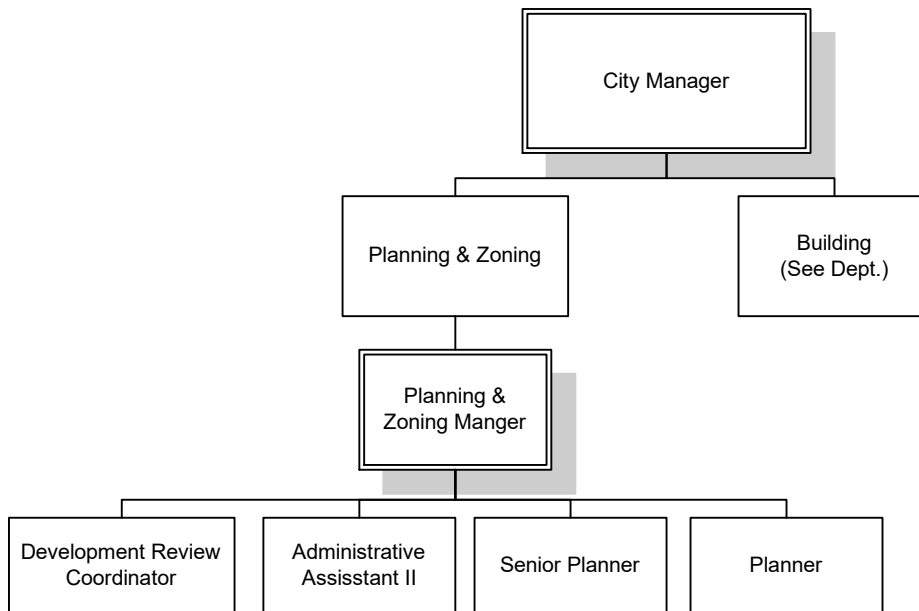 City Manager
Planning & Zoning
Building
(See Dept.)
Planning &
Zoning Manger
Development Review
Coordinator
Administrative
Assisstant II
Senior Planner
Planner